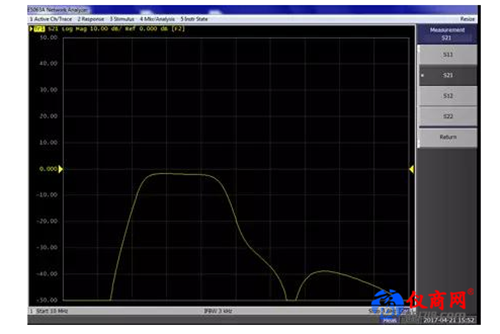 E5063A Network Analyzer
1 Active Ch/Trace 2 Response 3 Stimulus 4 Mkr/Analysis 5 Instr State
Resize
Tr1 S21 Log Mag 10.00 dB/ Ref 0.000 dB [F2]
50.00
40.00
30.00
20.00
10.00
0.000
-10.00
-20.00
-30.00
-40.00
-50.00
Measurement
S21
S11
S21
S12
S22
Return
1 Start 10 MHz
IFBW 3 kHz
Meas
2017-04-21 15:52
仪商网